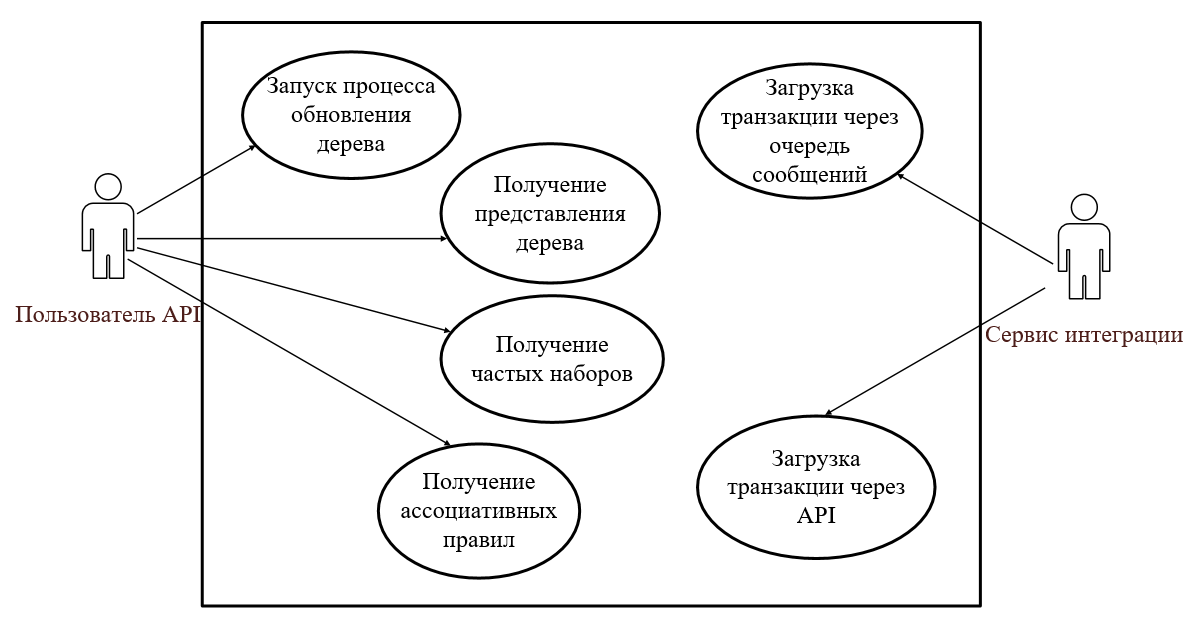 Запуск процесса
обновления
дерева
Загрузка
транзакции через
очередь
сообщений
Получение
представления
дерева
Пользователь API
Сервис интеграции
Получение
частых наборов
Получение
ассоциативных
правил
Загрузка
транзакции через
API